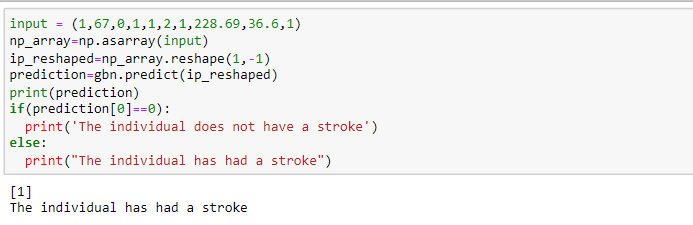 input = (1,67,0,1,1,2,1,228.69,36.6,1)
np_array=np.asarray(input)
ip_reshaped=np_array.reshape(1,-1)
prediction=gbn.predict(ip_reshaped)
print(prediction)
if(prediction[0]==0):
  print('The individual does not have a stroke')
else:
  print("The individual has had a stroke")
[1]
The individual has had a stroke